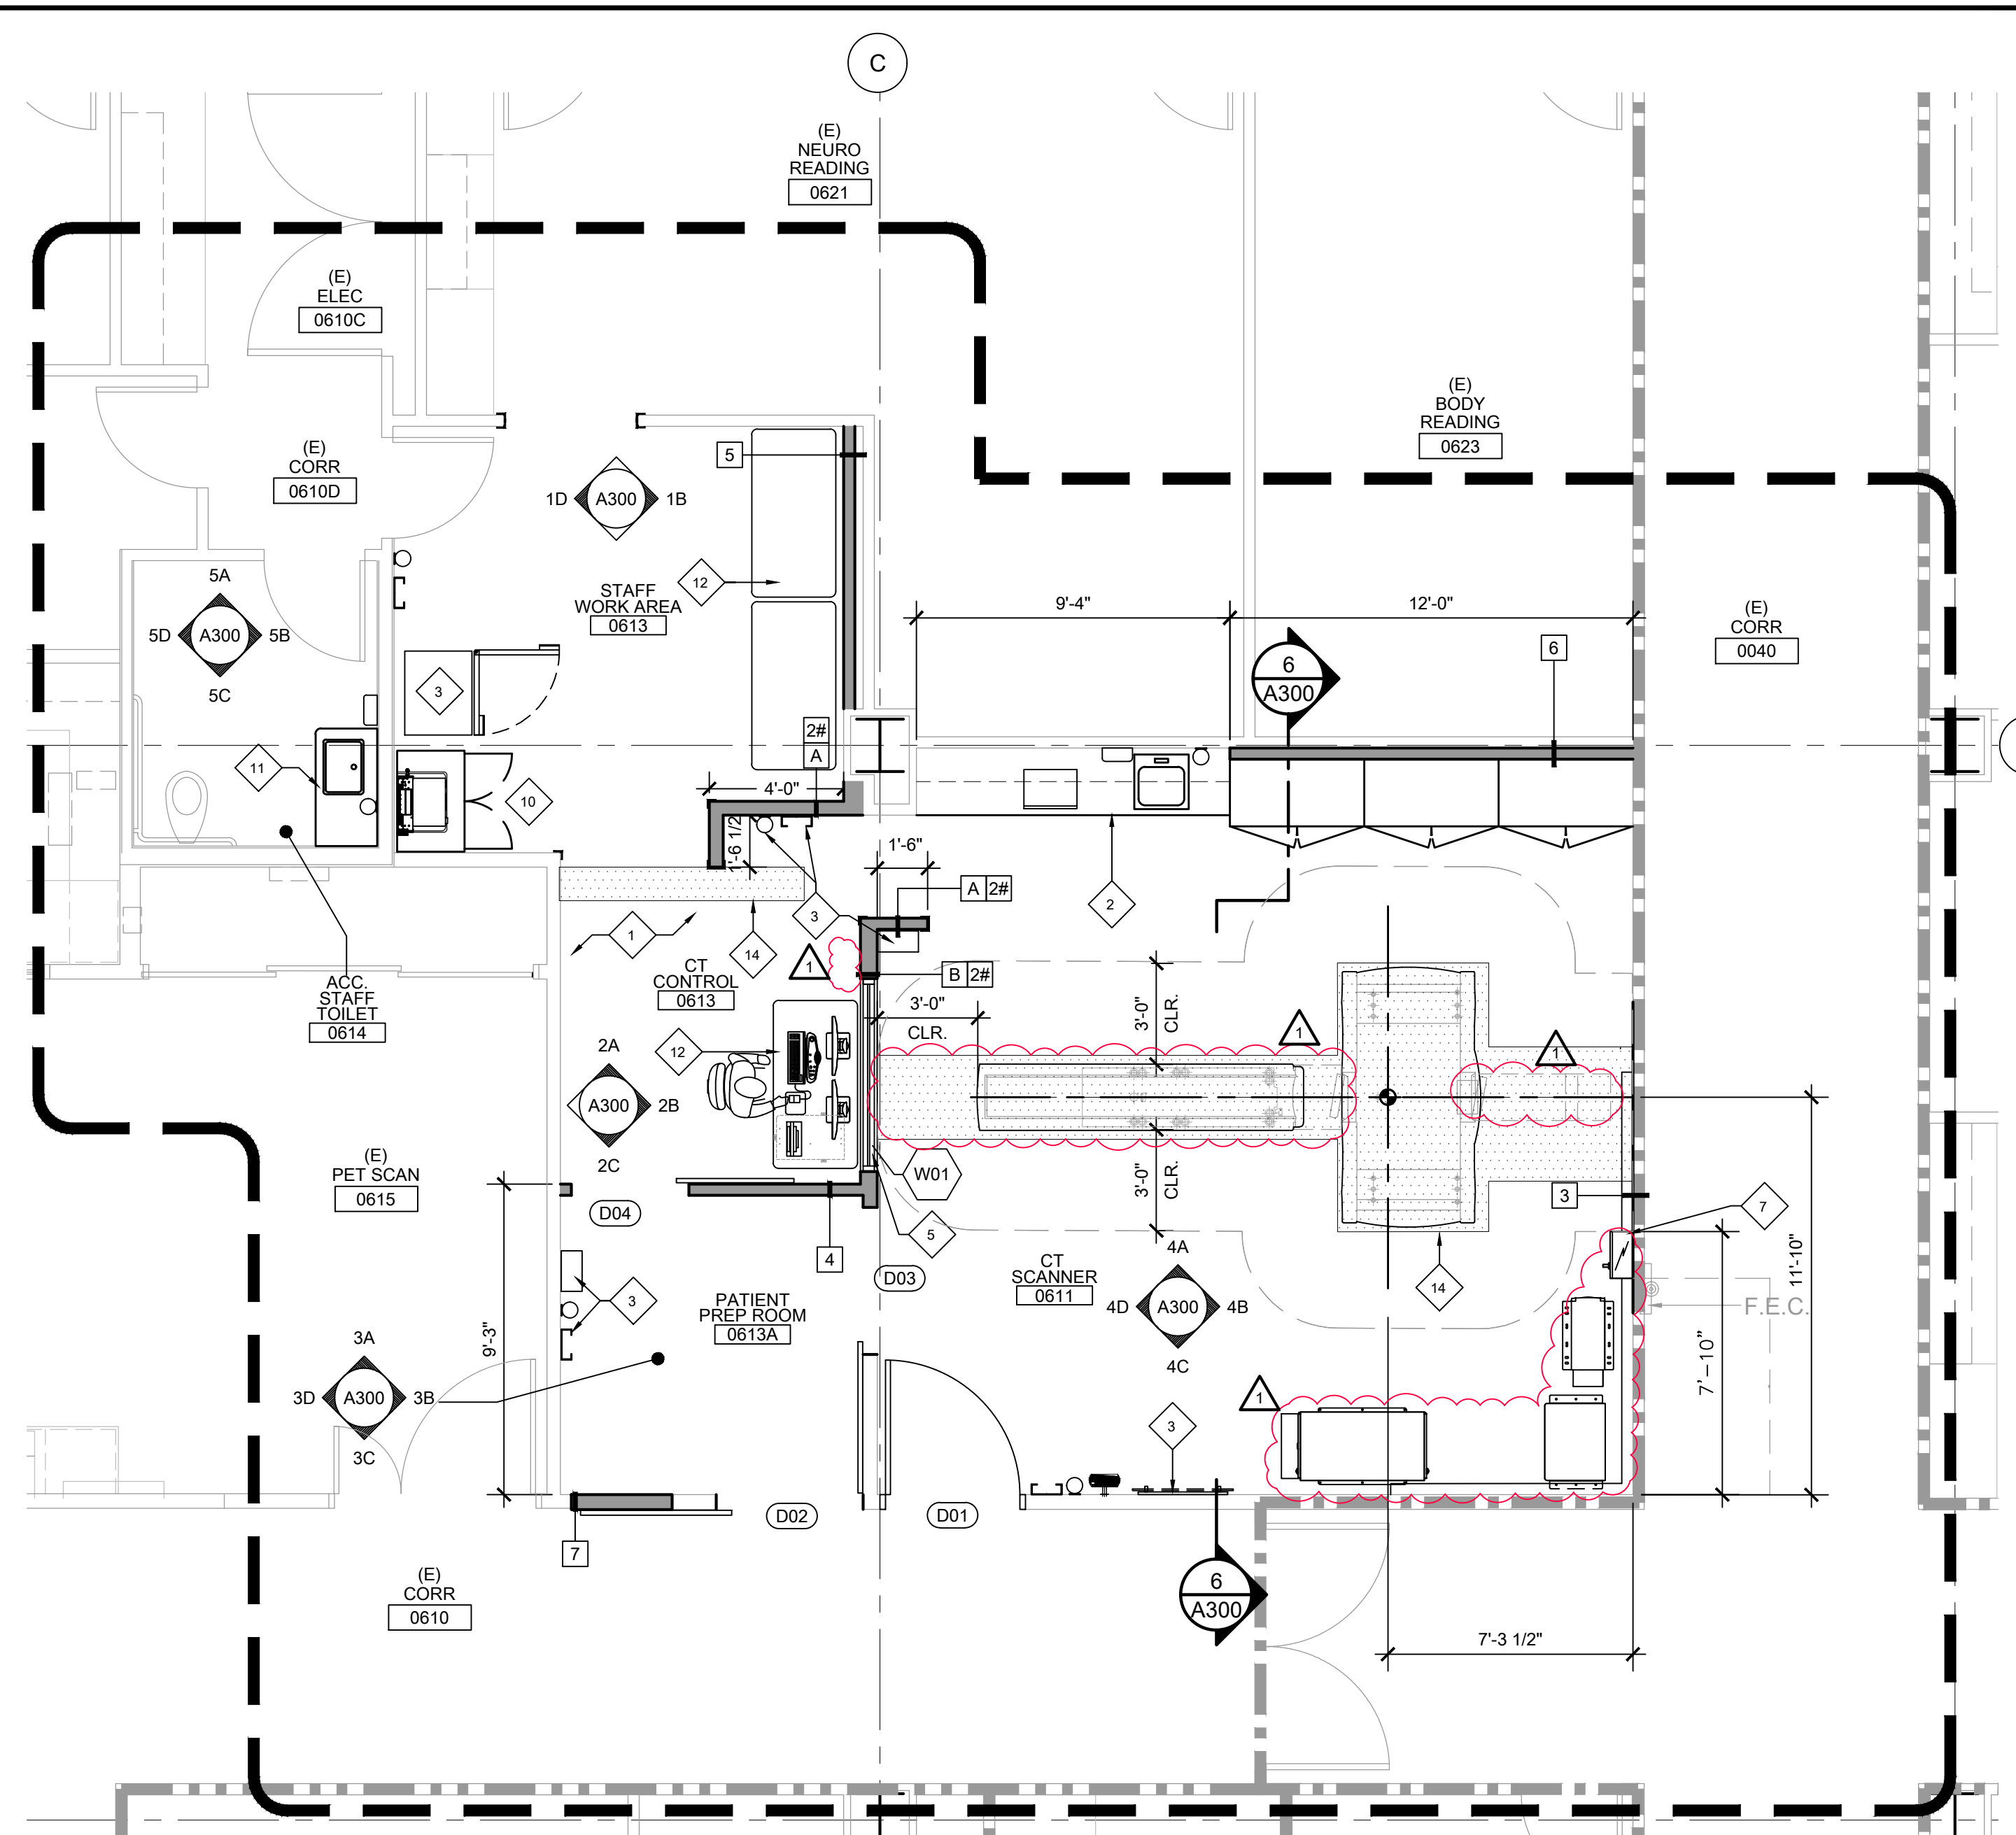 C
(E)
NEURO
READING
0621
(E)
ELEC
0610C
(E)
BODY
READING
0623
(E)
CORR
0610D
5
1D A300 1B
12
STAFF
WORK AREA
0613
5A
5D A300 5B
5C
9'-4"
12'-0"
(E)
CORR
0040
6
6
A300
3
2#
A
11
10
4'-0"
1'-6 1/2
1'-6"
A 2#
2
3
1
14
1
CT
CONTROL
0613
B 2#
3'-0"
CLR.
3'-0"
CLR.
1
1
ACC.
STAFF
TOILET
0614
12
2A
A300 2B
2C
(E)
PET SCAN
0615
W01
3'-0"
CLR.
3
7
D04
5
4
D03
9'-3"
CT
SCANNER
0611
4A
4D A300 4B
4C
14
11'-10"
F.E.C.
7'-10"
3
PATIENT
PREP ROOM
0613A
3A
3D A300 3B
3C
1
3
D02
D01
7
(E)
CORR
0610
6
A300
7'-3 1/2"